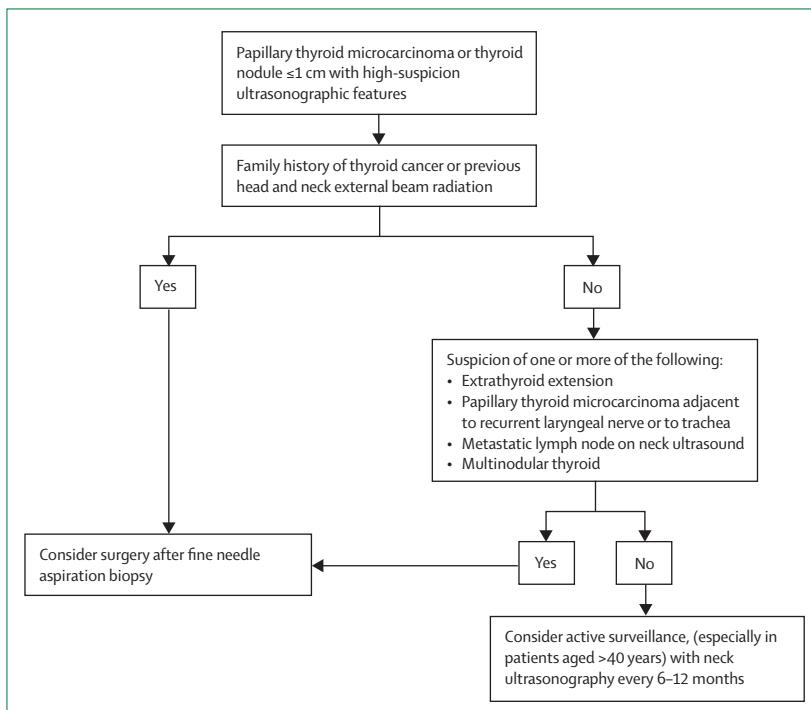 Papillary thyroid microcarcinoma or thyroid
nodule ≤1 cm with high-suspicion
ultrasonographic features
Family history of thyroid cancer or previous
head and neck external beam radiation
Yes
No
Suspicion of one or more of the following:
• Extrathyroid extension
• Papillary thyroid microcarcinoma adjacent
to recurrent laryngeal nerve or to trachea
• Metastatic lymph node on neck ultrasound
• Multinodular thyroid
Consider surgery after fine needle
aspiration biopsy
Yes
No
Consider active surveillance, (especially in
patients aged >40 years) with neck
ultrasonography every 6–12 months